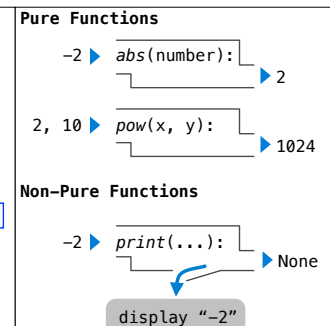 Pure Functions
-2 abs(number):
2
2, 10 pow(x, y):
1024
Non-Pure Functions
-2 print(...):
None
display “-2”